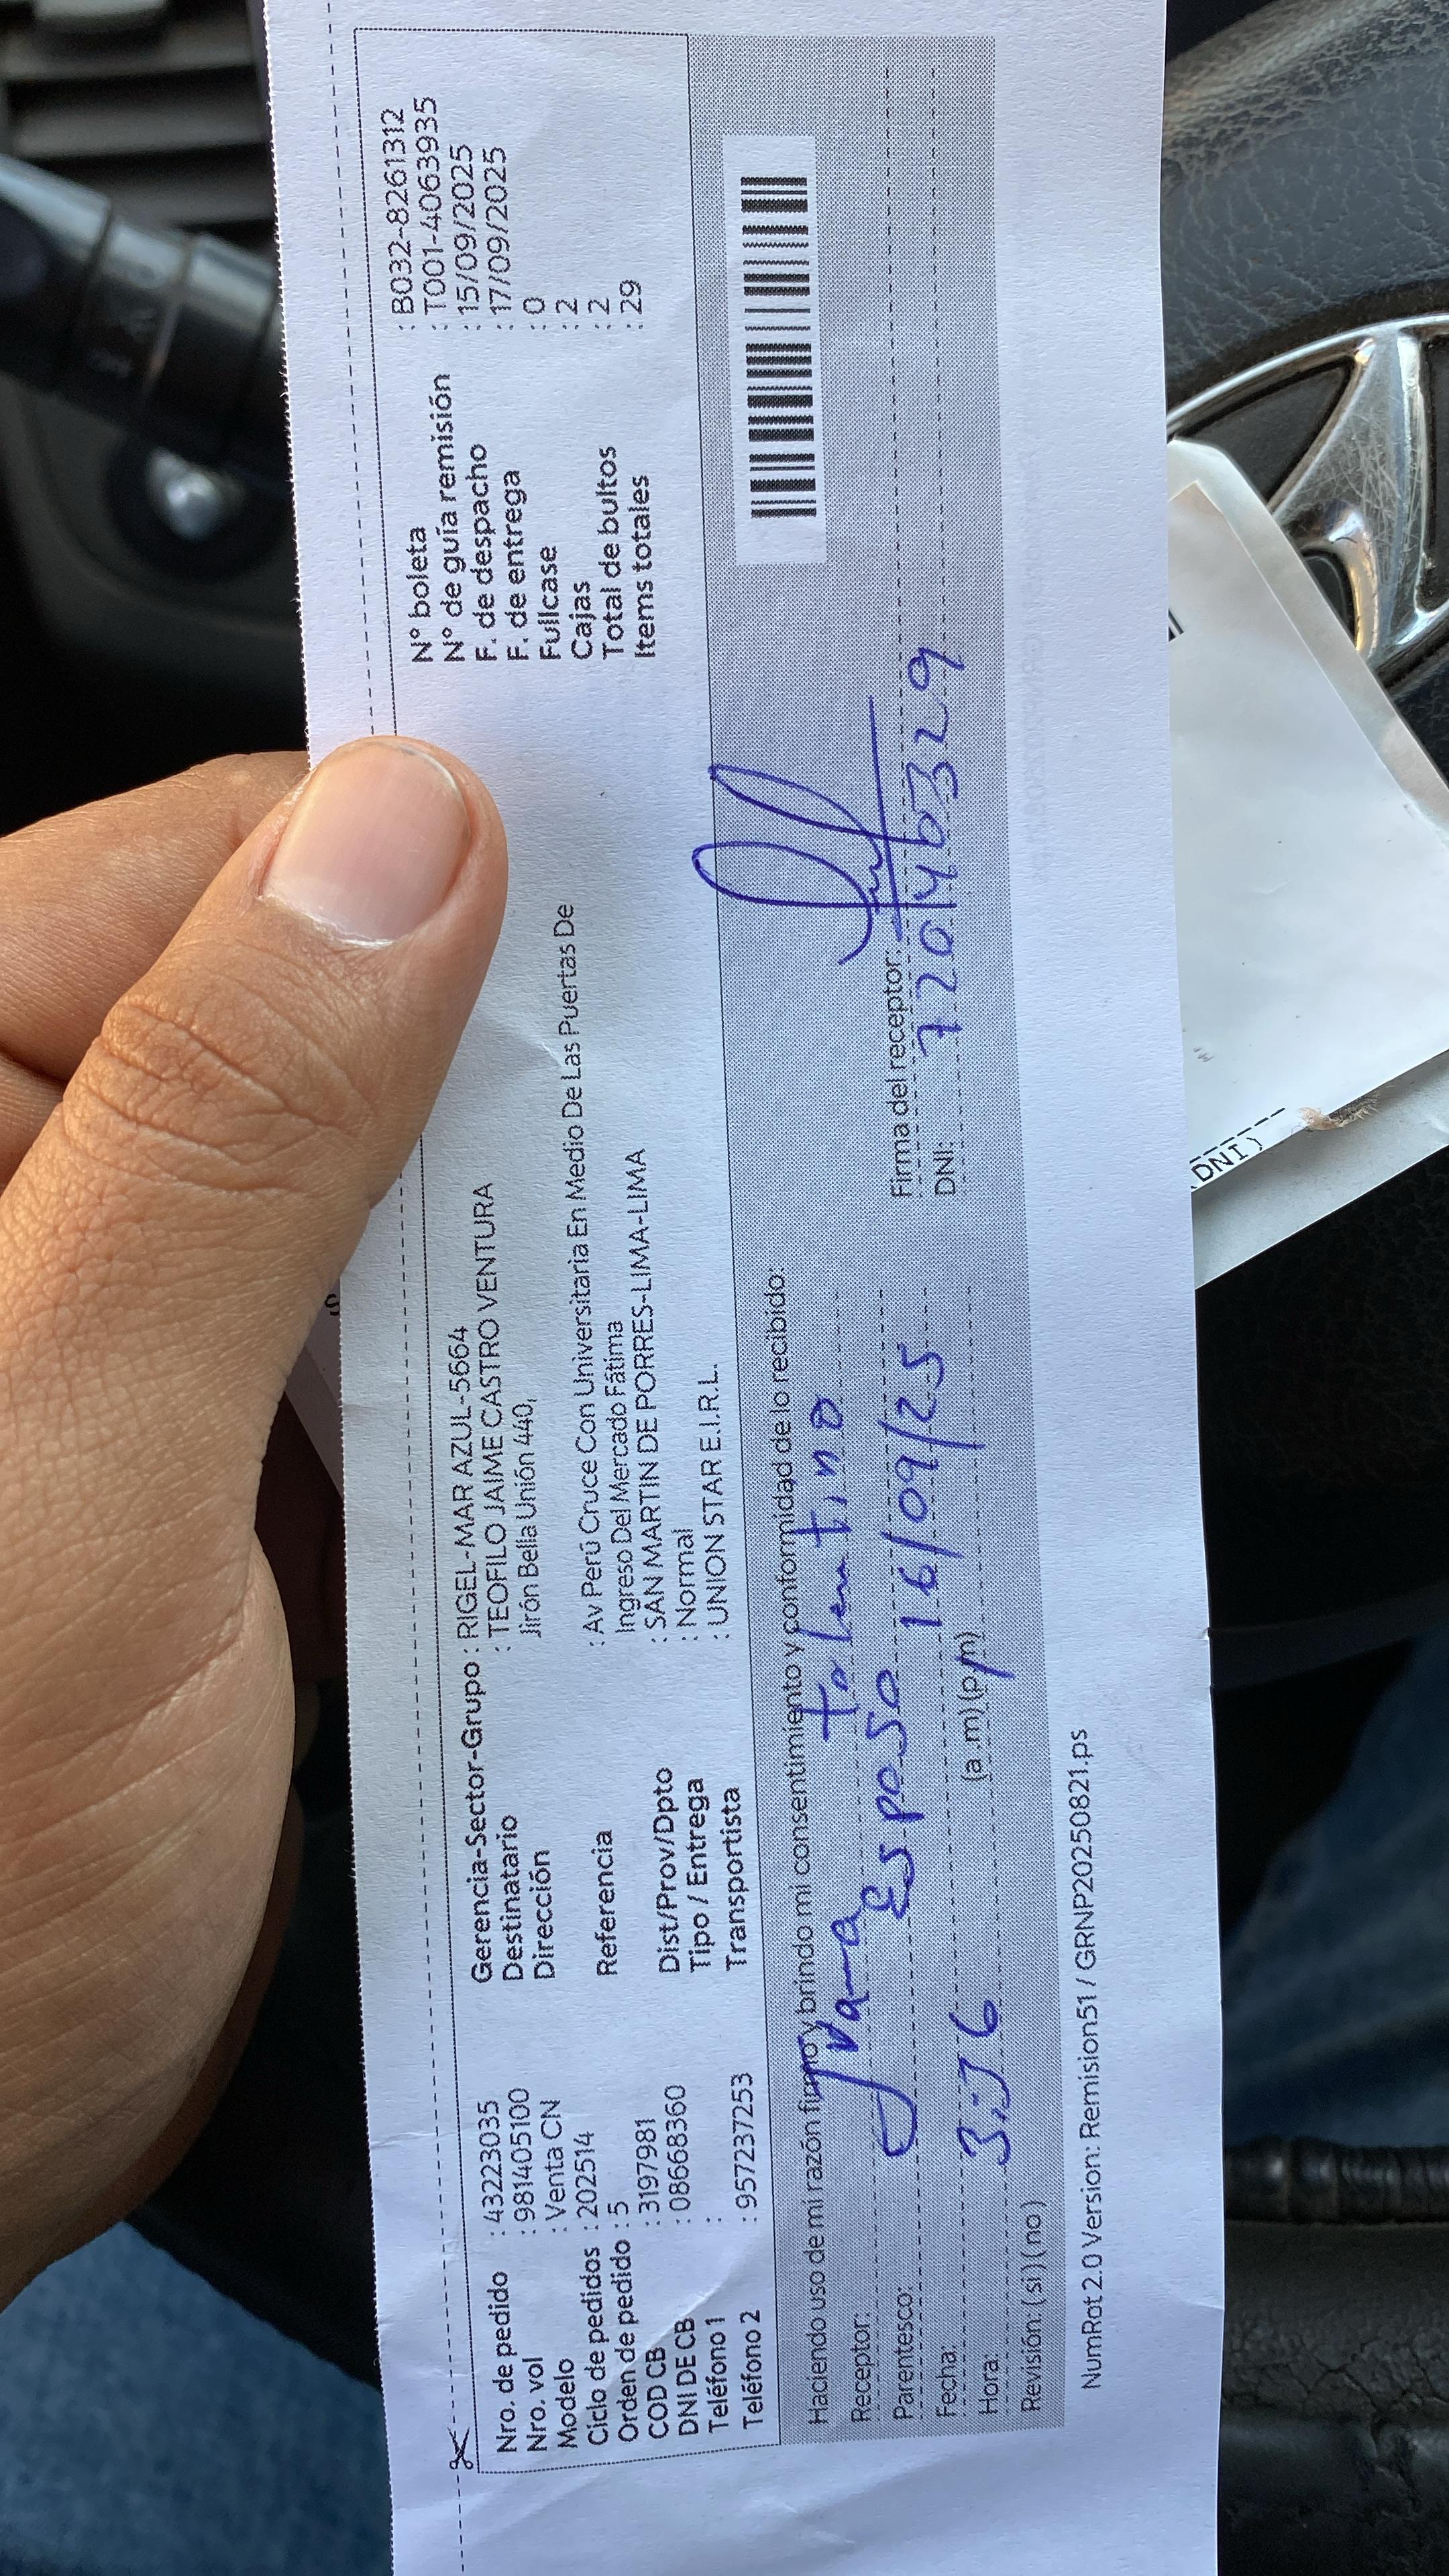 Nro. de pedido : 43223035
Nro. vol : 981405100
Modelo : Venta CN
Ciclo de pedidos : 202514
Orden de pedido : 5
COD CB : 3197981
DNI DE CB : 08668360
Teléfono 1 :
Teléfono 2 : 957237253
Gerencia-Sector-Grupo : RIGEL-MAR AZUL-5664
Destinatario : TEOFILO JAIME CASTRO VENTURA
Dirección Jirón Bella Unión 440,
Referencia : Av Perú Cruce Con Universitaria En Medio De Las Puertas De
Ingreso Del Mercado Fátima
Dist/Prov/Dpto : SAN MARTIN DE PORRES-LIMA-LIMA
Tipo / Entrega : Normal
Transportista : UNION STAR E.I.R.L.
N° boleta : B032-8261312
N° de guía remisión : T001-4063935
F. de despacho : 15/09/2025
F. de entrega : 17/09/2025
Fullcase : 0
Cajas : 2
Total de bultos : 2
Items totales : 29
Haciendo uso de mi razón firmo y brindo mi consentimiento y conformidad de lo recibido:
Receptor: tolentino
Parentesco: Esposo
Fecha: 16/09/25
Hora: (a .m) (pm)
Revisión: (si) (no)
Firma del receptor:
DNI: 72046329
NumRot 2.0 Version: Remision51 / GRNP20250821.ps
DNI)